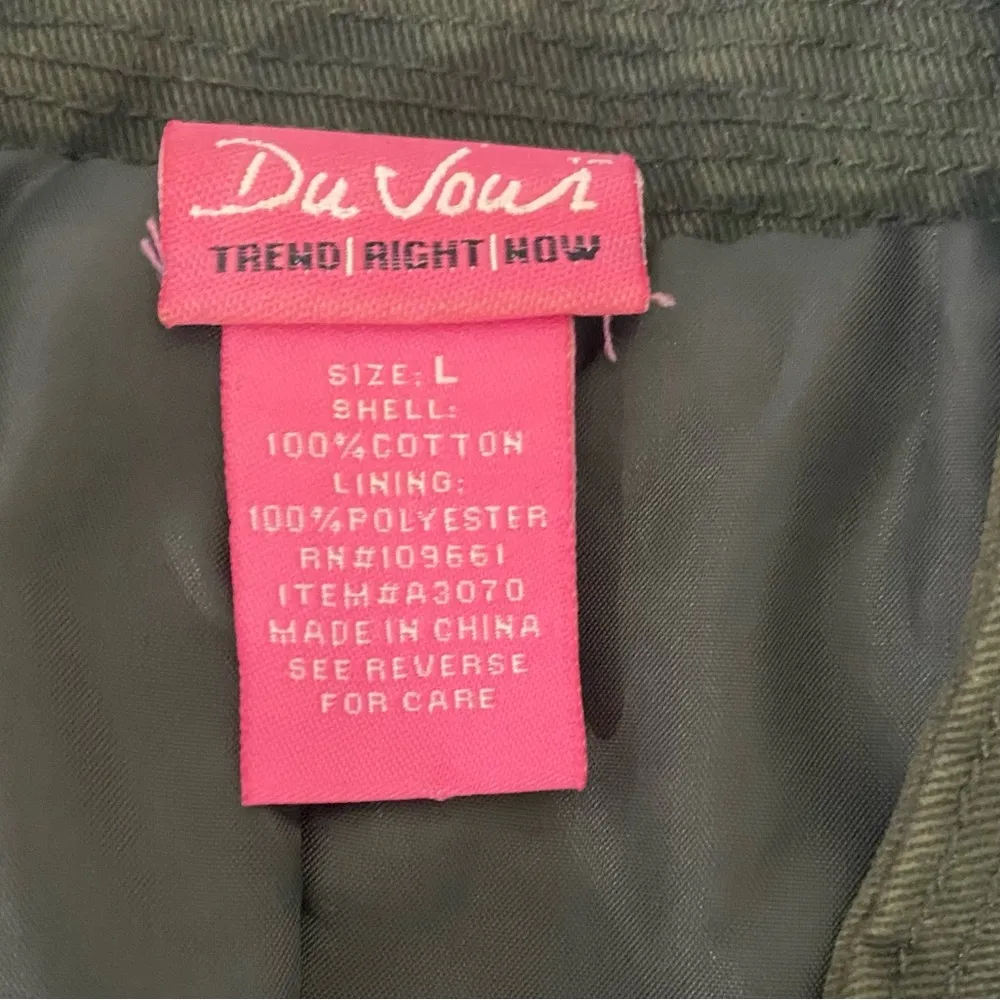 Du Jour
TREND|RIGHT|NOW
SIZE: L
SHELL:
100%COTTON
LINING:
100%POLYESTER
RN#109661
ITEM#A3070
MADE IN CHINA
SEE REVERSE
FOR CARE